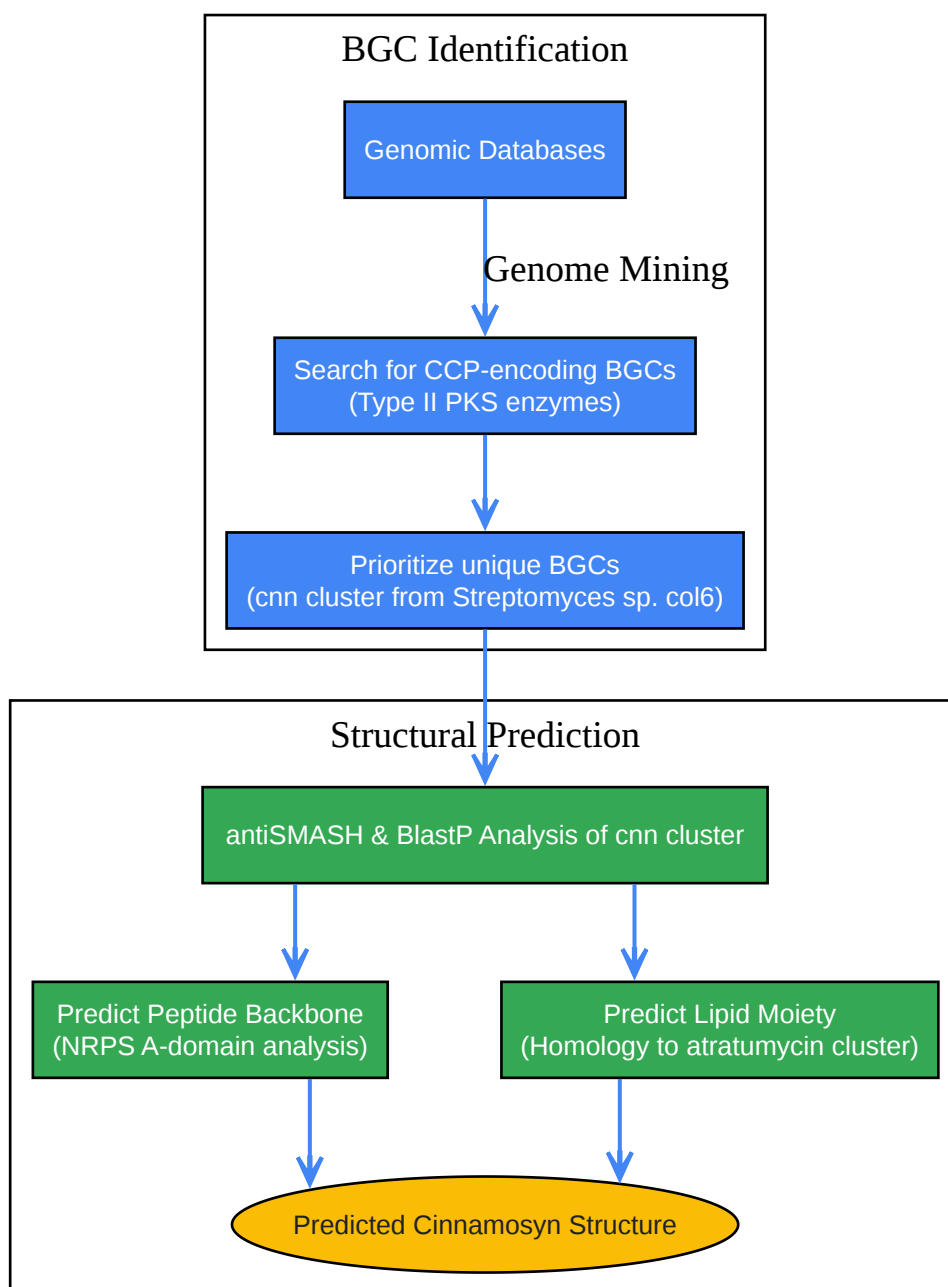 BGC Identification
Genomic Databases
Genome Mining
Search for CCP-encoding BGCs
(Type II PKS enzymes)
Prioritize unique BGCs
(cnn cluster from Streptomyces sp. col6)
Structural Prediction
antiSMASH & BlastP Analysis of cnn cluster
Predict Peptide Backbone
(NRPS A-domain analysis)
Predict Lipid Moiety
(Homology to atratumycin cluster)
Predicted Cinnamosyn Structure